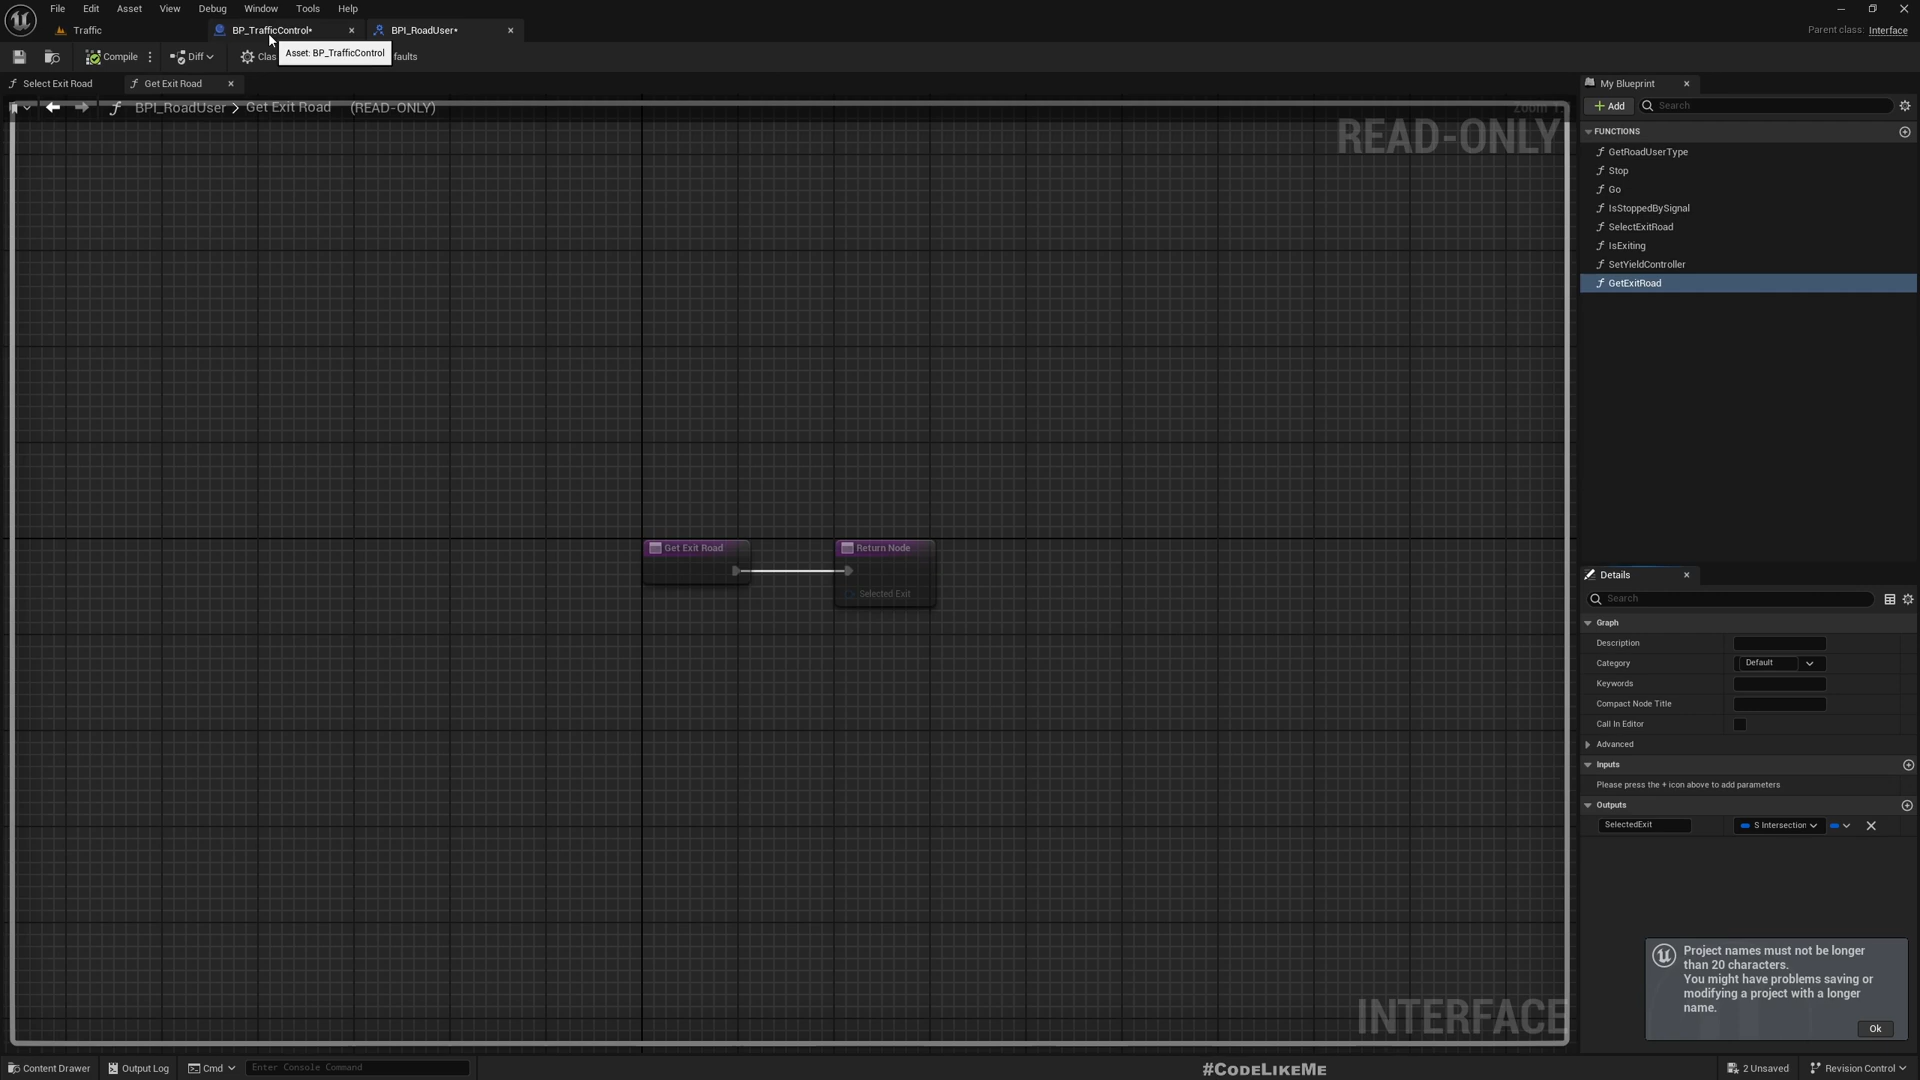 File Edit Asset View Debug Window Tools Help
Traffic
BP_TrafficControl*
BPI_RoadUser*
Parent class: Interface
Compile
Diff
Clas
Asset: BP_TrafficControl
faults
Select Exit Road
Get Exit Road
BPI_RoadUser > Get Exit Road (READ-ONLY)
READ-ONLY
My Blueprint
Add
Search
FUNCTIONS
GetRoadUserType
Stop
Go
IsStoppedBySignal
SelectExitRoad
IsExiting
SetYieldController
GetExitRoad
Get Exit Road
Return Node
Selected Exit
Details
Search
Graph
Description
Category
Default
Keywords
Compact Node Title
Call In Editor
Advanced
Inputs
Please press the + icon above to add parameters
Outputs
SelectedExit
S Intersection
Project names must not be longer
than 20 characters.
You might have problems saving or
modifying a project with a longer
name.
Ok
INTERFACE
Content Drawer
Output Log
Cmd
Enter Console Command
#CodeLikeMe
2 Unsaved
Revision Control